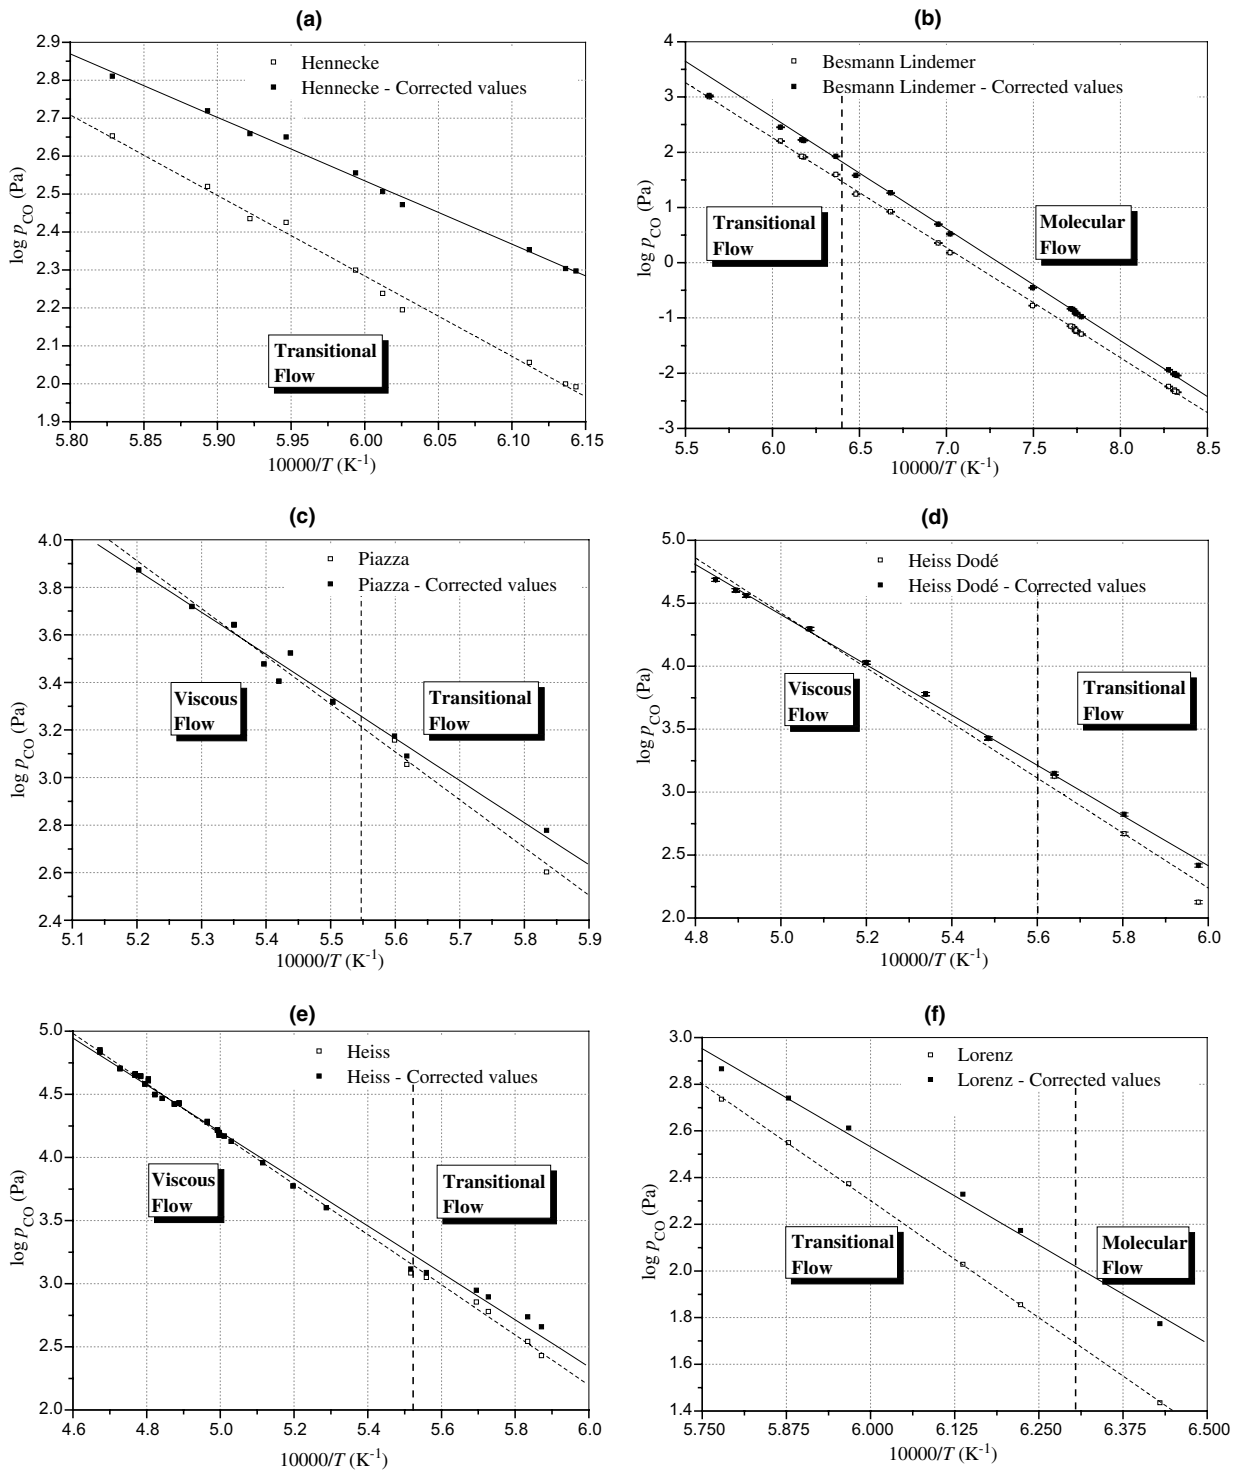 (a)
2.9
2.8
2.7
2.6
2.5
2.4
2.3
2.2
2.1
2.0
1.9
log pCO (Pa)
Hennecke
Hennecke - Corrected values
Transitional
Flow
5.80 5.85 5.90 5.95 6.00 6.05 6.10 6.15
10000/T (K-1)
(b)
4
3
2
1
0
-1
-2
-3
log pCO (Pa)
Besmann Lindemer
Besmann Lindemer - Corrected values
Transitional
Flow
Molecular
Flow
5.5 6.0 6.5 7.0 7.5 8.0 8.5
10000/T (K-1)
(c)
4.0
3.8
3.6
3.4
3.2
3.0
2.8
2.6
2.4
log pCO (Pa)
Piazza
Piazza - Corrected values
Viscous
Flow
Transitional
Flow
5.1 5.2 5.3 5.4 5.5 5.6 5.7 5.8 5.9
10000/T (K-1)
(d)
5.0
4.5
4.0
3.5
3.0
2.5
2.0
log pCO (Pa)
Heiss Dodé
Heiss Dodé - Corrected values
Viscous
Flow
Transitional
Flow
4.8 5.0 5.2 5.4 5.6 5.8 6.0
10000/T (K-1)
(e)
5.0
4.5
4.0
3.5
3.0
2.5
2.0
log pCO (Pa)
Heiss
Heiss - Corrected values
Viscous
Flow
Transitional
Flow
4.6 4.8 5.0 5.2 5.4 5.6 5.8 6.0
10000/T (K-1)
(f)
3.0
2.8
2.6
2.4
2.2
2.0
1.8
1.6
1.4
log pCO (Pa)
Lorenz
Lorenz - Corrected values
Transitional
Flow
Molecular
Flow
5.750 5.875 6.000 6.125 6.250 6.375 6.500
10000/T (K-1)